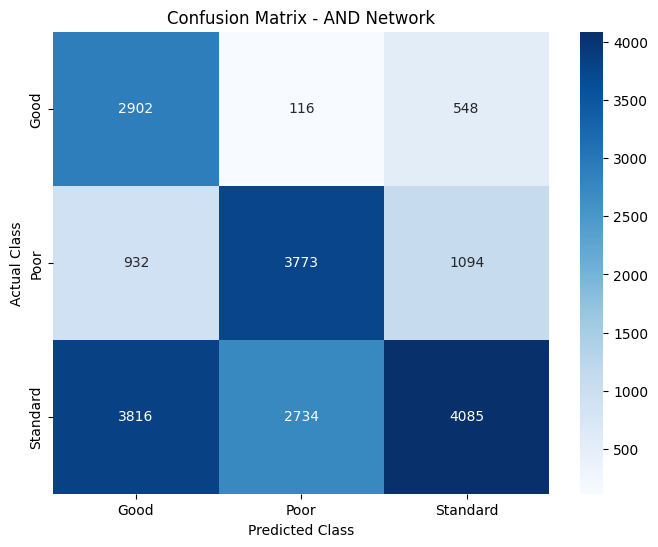 Confusion Matrix - AND Network
Actual Class
Good
2902 116 548
Poor
932 3773 1094
Standard
3816 2734 4085
Good Poor Standard
Predicted Class
4000
3500
3000
2500
2000
1500
1000
500